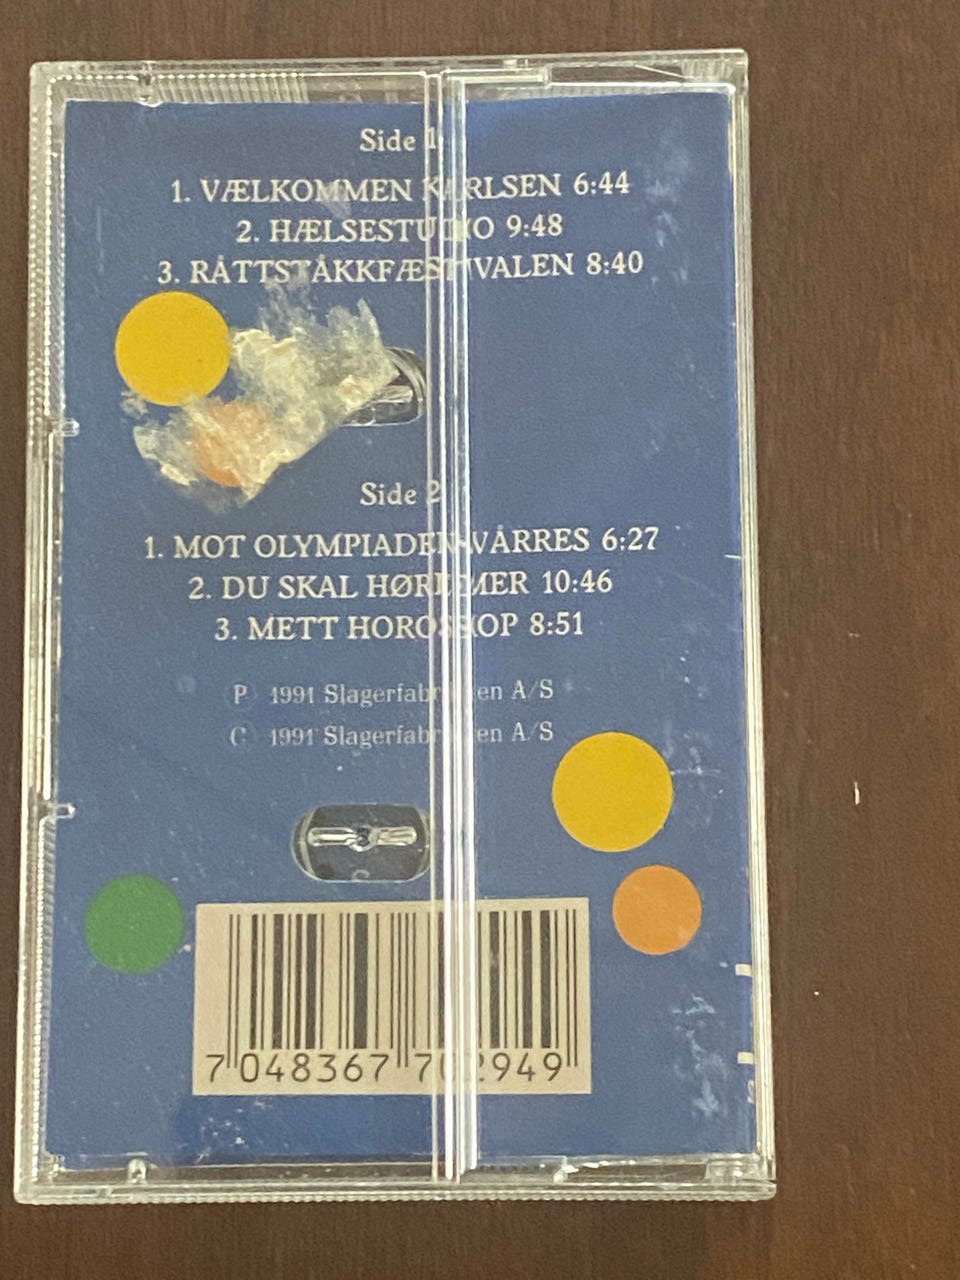 Side 1
1. VÆLKOMMEN KARLSEN 6:44
2. HÆLSESTUDIO 9:48
3. RÅTTSTÅKKFÆSTIVALEN 8:40
Side 2
1. MOT OLYMPIADEN VÅRRES 6:27
2. DU SKAL HØRE MER 10:46
3. METT HOROSKOP 8:51
P 1991 Slagerfabrikken A/S
C 1991 Slagerfabrikken A/S
7 048367 702949